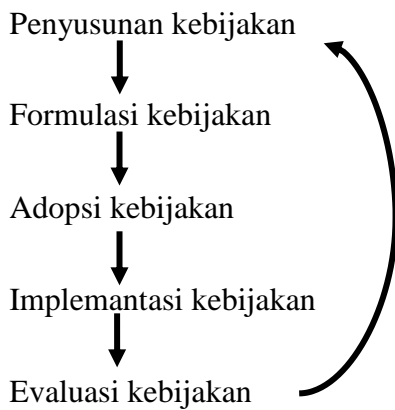 Penyusunan kebijakan
Formulasi kebijakan
Adopsi kebijakan
Implemantasi kebijakan
Evaluasi kebijakan